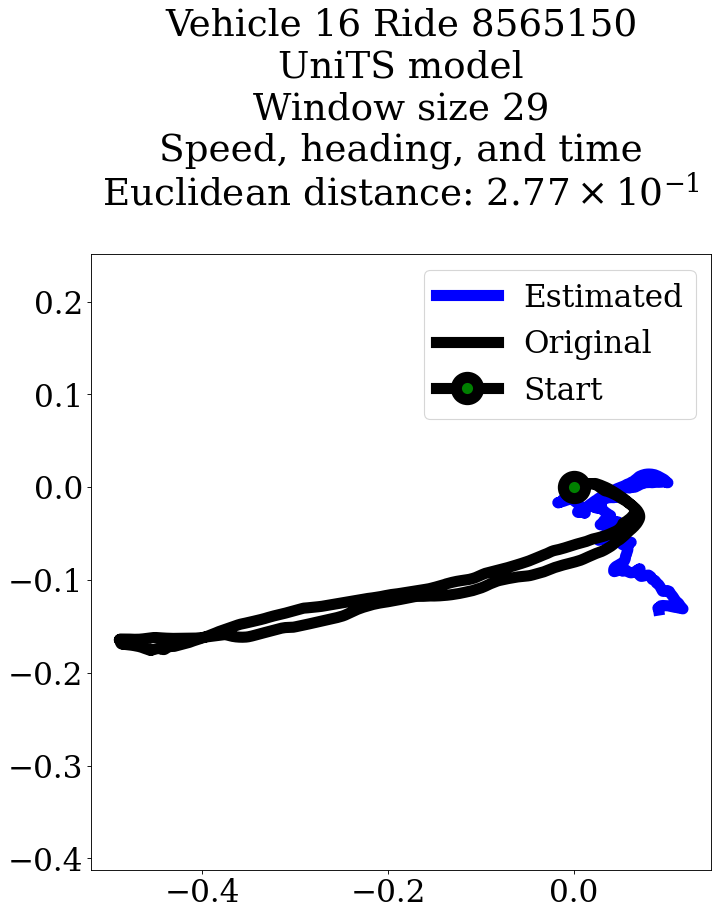 Vehicle 16 Ride 8565150
UniTS model
Window size 29
Speed, heading, and time
Euclidean distance: 2.77 × 10⁻¹
Estimated
Original
Start
0.2
0.1
0.0
−0.1
−0.2
−0.3
−0.4
−0.4 −0.2 0.0